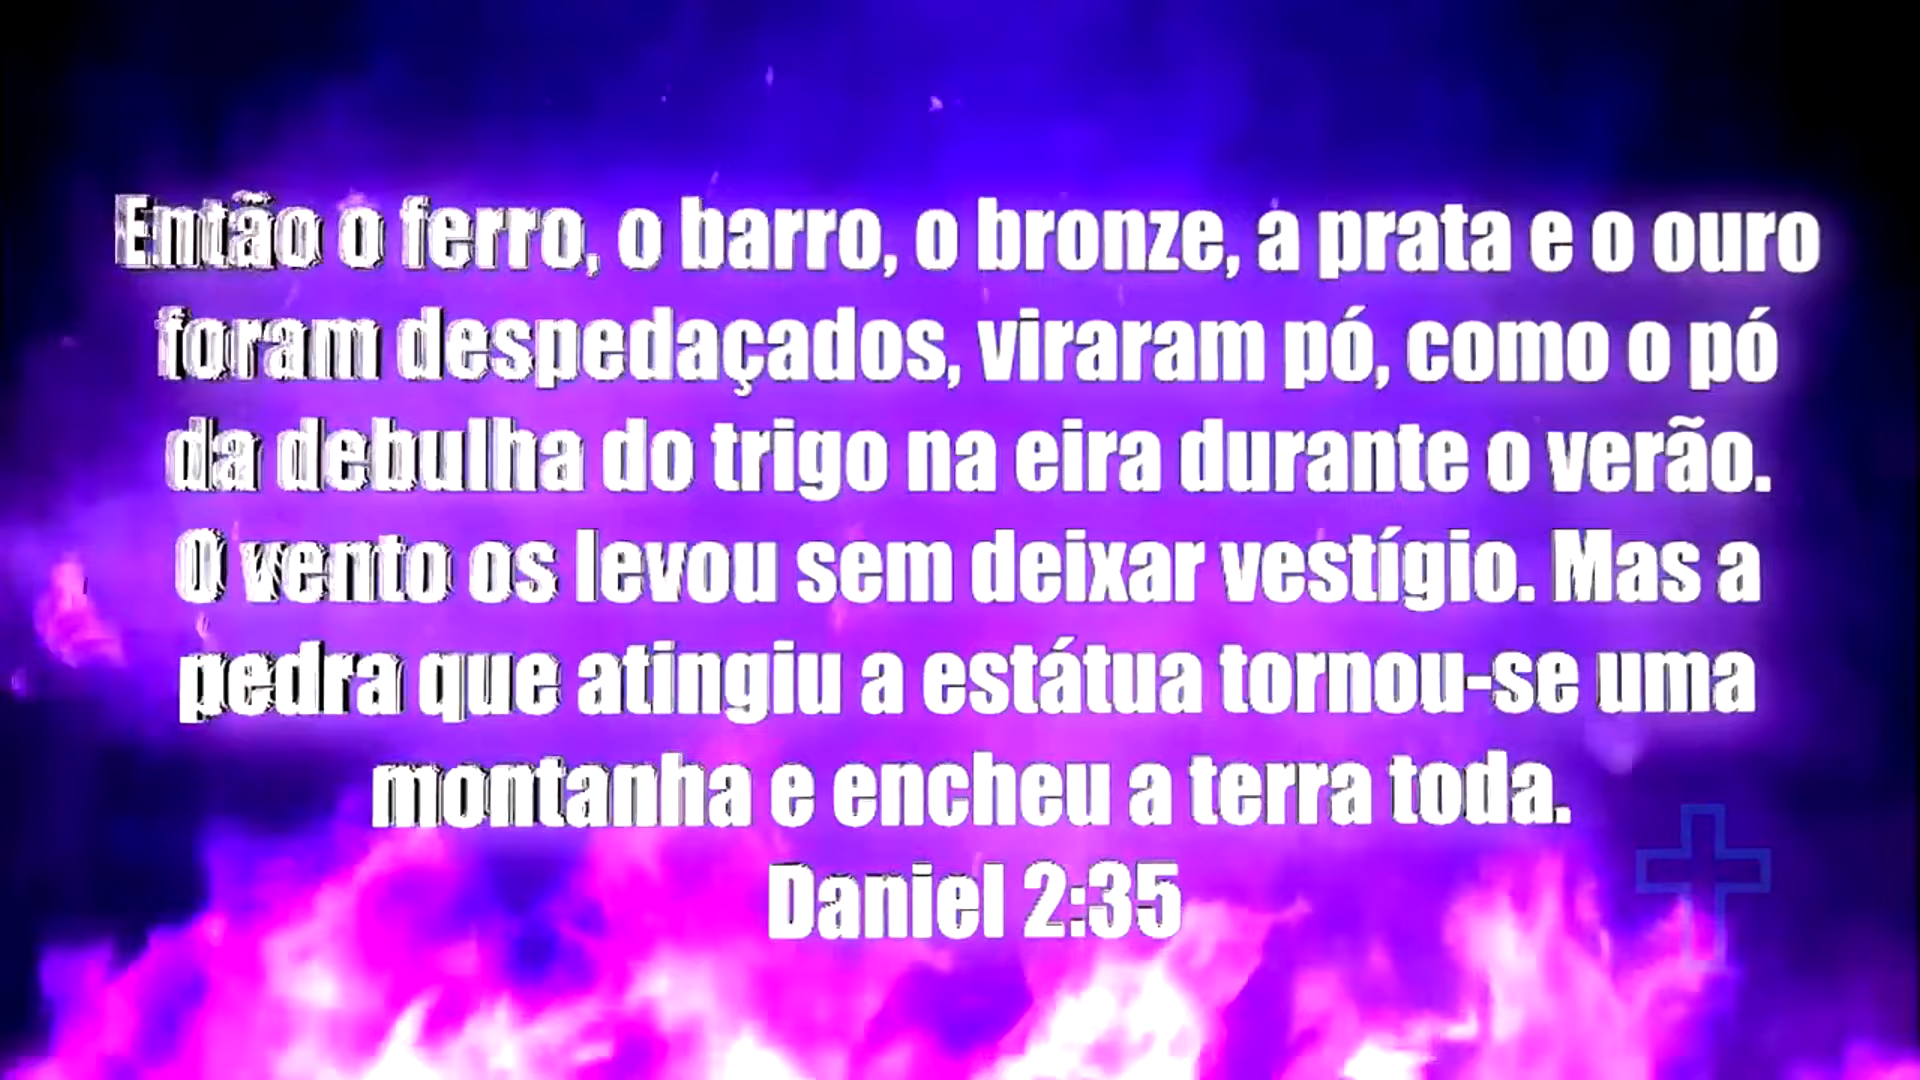 Então o ferro, o barro, o bronze, a prata e o ouro
foram despedaçados, viraram pó, como o pó
da debulha do trigo na eira durante o verão.
O vento os levou sem deixar vestígio. Mas a
pedra que atingiu a estátua tornou-se uma
montanha e encheu a terra toda.
Daniel 2:35